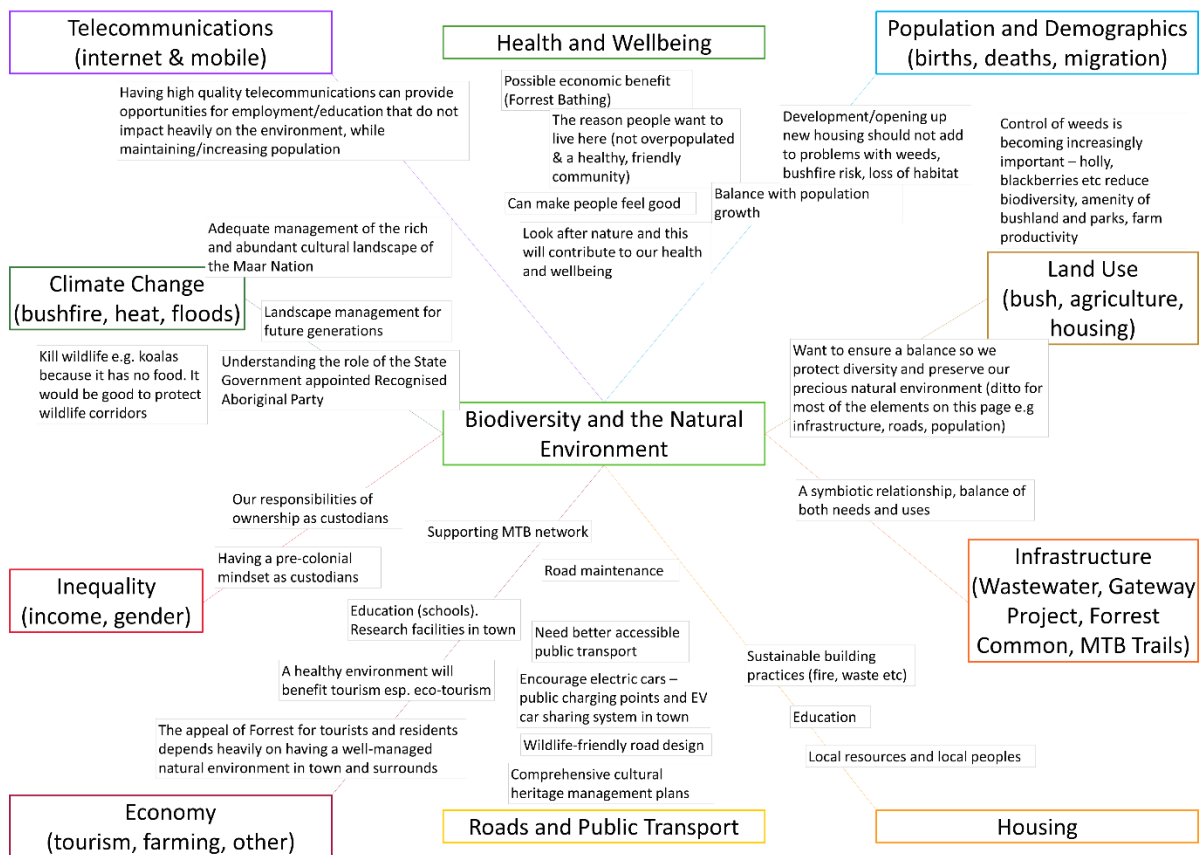 Telecommunications
(internet & mobile)
Having high quality telecommunications can provide
opportunities for employment/education that do not
impact heavily on the environment, while
maintaining/increasing population
Health and Wellbeing
Possible economic benefit
(Forrest Bathing)
The reason people want to
live here (not overpopulated
& a healthy, friendly
community)
Can make people feel good
Look after nature and this
will contribute to our health
and wellbeing
Population and Demographics
(births, deaths, migration)
Development/opening up
new housing should not add
to problems with weeds,
bushfire risk, loss of habitat
Balance with population
growth
Control of weeds is
becoming increasingly
important – holly,
blackberries etc reduce
biodiversity, amenity of
bushland and parks, farm
productivity
Land Use
(bush, agriculture,
housing)
Want to ensure a balance so we
protect diversity and preserve our
precious natural environment (ditto for
most of the elements on this page e.g
infrastructure, roads, population)
Adequate management of the rich
and abundant cultural landscape of
the Maar Nation
Climate Change
(bushfire, heat, floods)
Landscape management for
future generations
Kill wildlife e.g. koalas
because it has no food. It
would be good to protect
wildlife corridors
Understanding the role of the State
Government appointed Recognised
Aboriginal Party
Biodiversity and the Natural
Environment
A symbiotic relationship, balance of
both needs and uses
Infrastructure
(Wastewater, Gateway
Project, Forrest
Common, MTB Trails)
Our responsibilities of
ownership as custodians
Having a pre-colonial
mindset as custodians
Inequality
(income, gender)
Supporting MTB network
Education (schools).
Research facilities in town
A healthy environment will
benefit tourism esp. eco-tourism
The appeal of Forrest for tourists and residents
depends heavily on having a well-managed
natural environment in town and surrounds
Economy
(tourism, farming, other)
Road maintenance
Need better accessible
public transport
Encourage electric cars –
public charging points and EV
car sharing system in town
Wildlife-friendly road design
Comprehensive cultural
heritage management plans
Roads and Public Transport
Sustainable building
practices (fire, waste etc)
Education
Local resources and local peoples
Housing